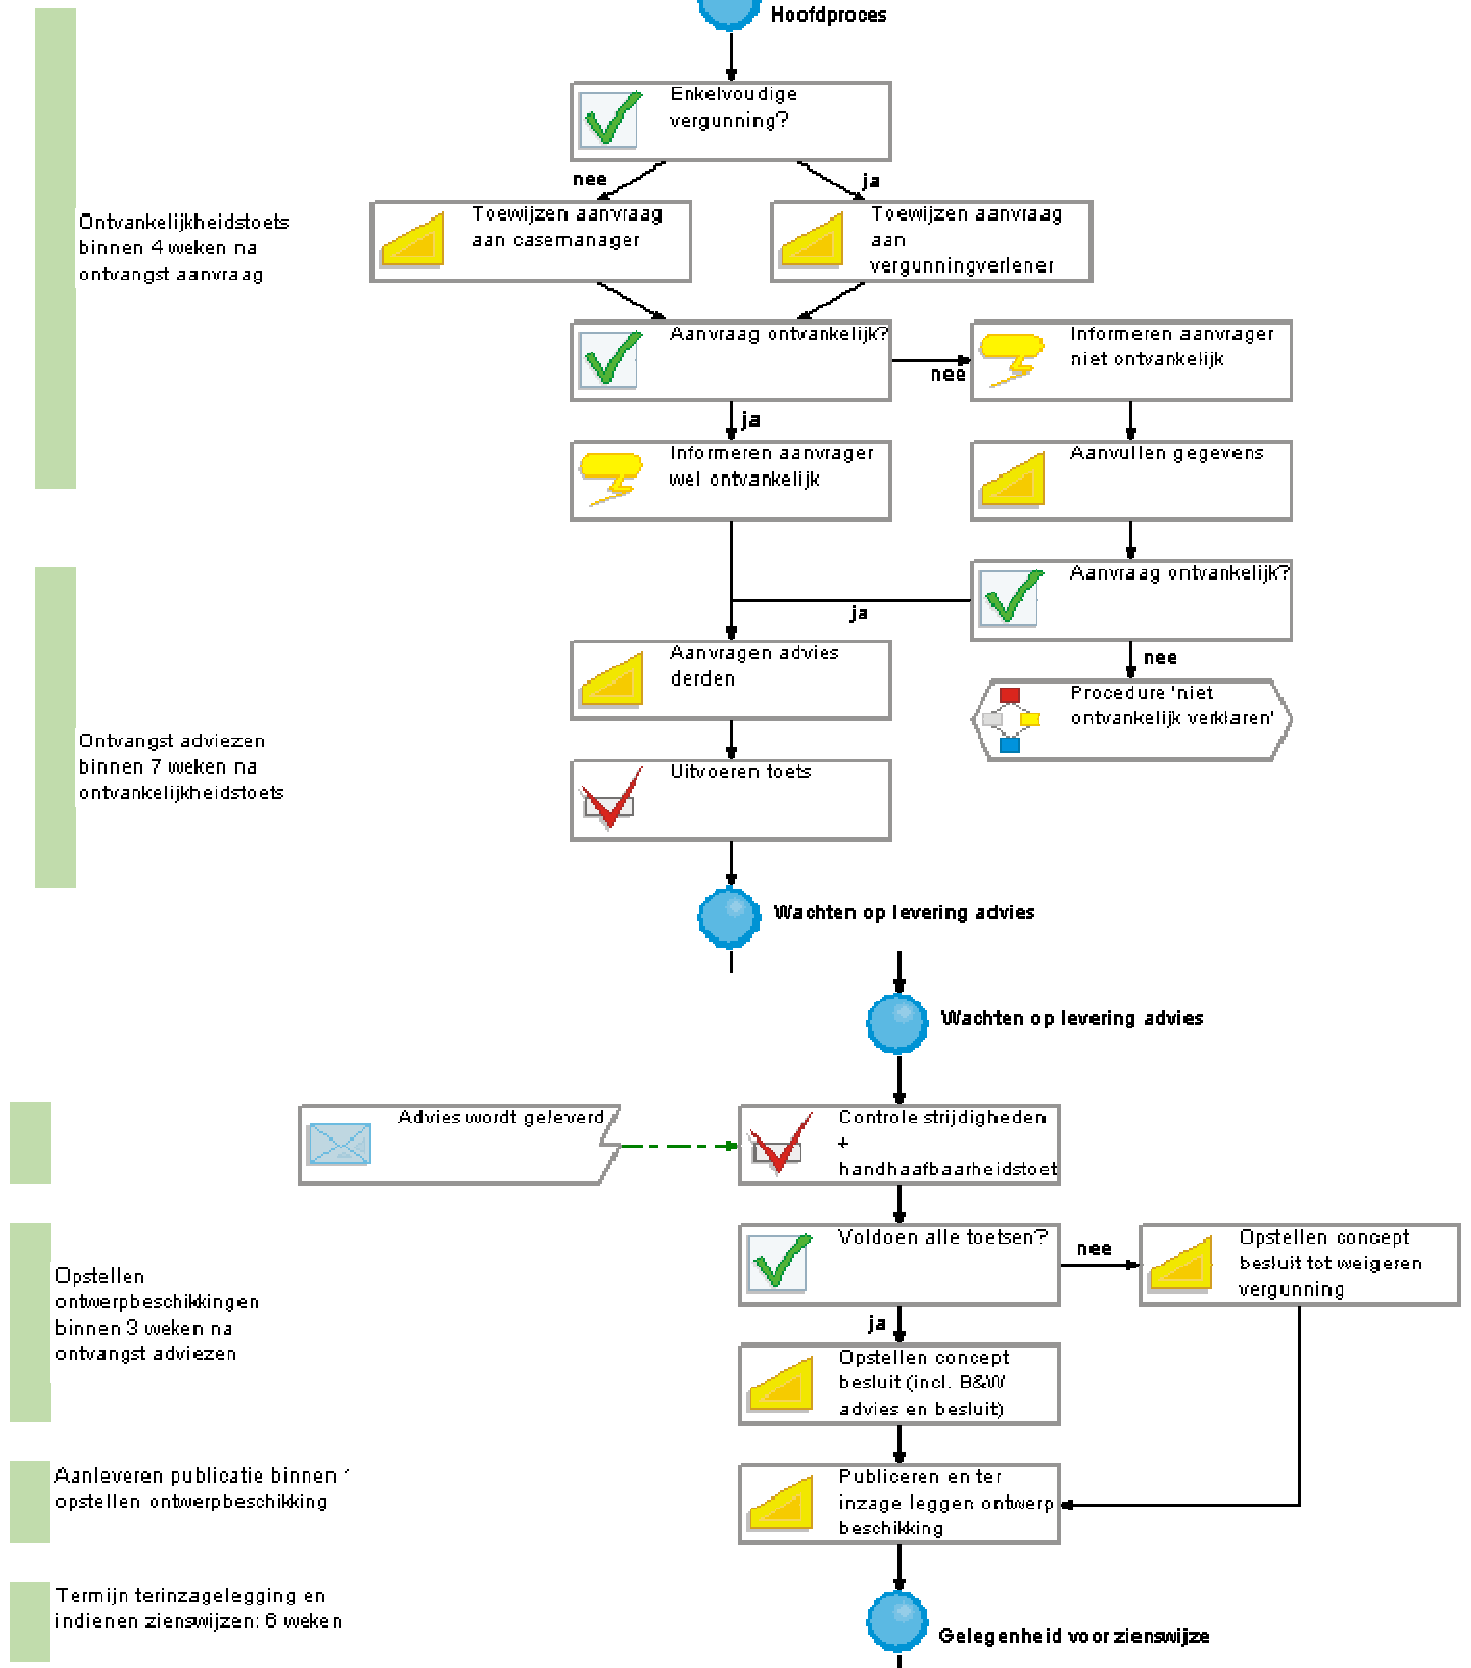 Hoofdproces
Enkelvoudige
vergunning?
nee
ja
Toewijzen aanvraag
aan casemanager
Toewijzen aanvraag
aan
vergunningverlener
Ontvankelijkheidstoets
binnen 4 weken na
ontvangst aanvraag
Aanvraag ontvankelijk?
nee
Informeren aanvrager
niet ontvankelijk
ja
Informeren aanvrager
wel ontvankelijk
Aanvullen gegevens
Aanvraag ontvankelijk?
ja
nee
Aanvragen advies
derden
Procedure 'niet
ontvankelijk verklaren'
Ontvangst adviezen
binnen 7 weken na
ontvankelijkheidstoets
Uitvoeren toets
Wachten op levering advies
Wachten op levering advies
Advies wordt geleverd
Controle strijdigheden
+
handhaafbaarheidstoet
Voldoen alle toetsen?
nee
Opstellen concept
besluit tot weigeren
vergunning
Opstellen
ontwerpbeschikkingen
binnen 3 weken na
ontvangst adviezen
ja
Opstellen concept
besluit (incl. B&W
advies en besluit)
Aanleveren publicatie binnen
opstellen ontwerpbeschikking
Publiceren en ter
inzage leggen ontwerp
beschikking
Termijn terinzagelegging en
indienen zienswijzen: 6 weken
Gelegenheid voor zienswijze